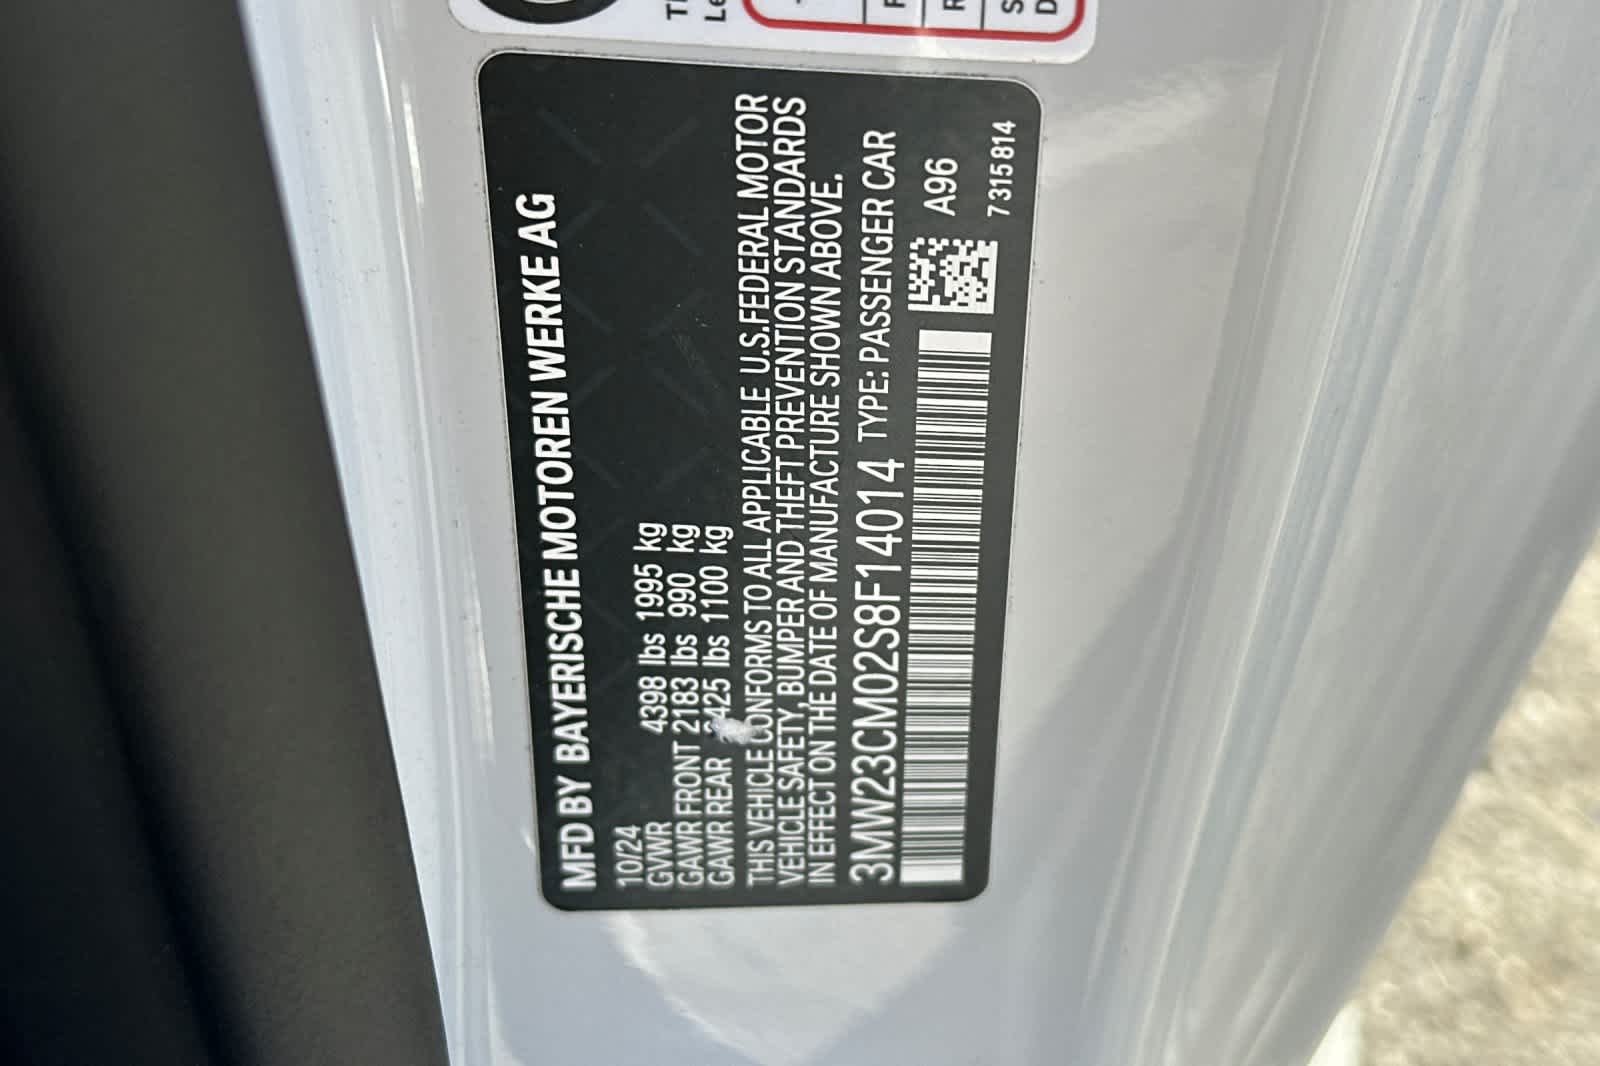 MFD BY BAYERISCHE MOTOREN WERKE AG
10/24
GVWR 4398 lbs 1995 kg
GAWR FRONT 2183 lbs 990 kg
GAWR REAR 2425 lbs 1100 kg
THIS VEHICLE CONFORMS TO ALL APPLICABLE U.S.FEDERAL MOTOR
VEHICLE SAFETY, BUMPER AND THEFT PREVENTION STANDARDS
IN EFFECT ON THE DATE OF MANUFACTURE SHOWN ABOVE.
3MW23CM02S8F14014 TYPE: PASSENGER CAR
A96
7315814